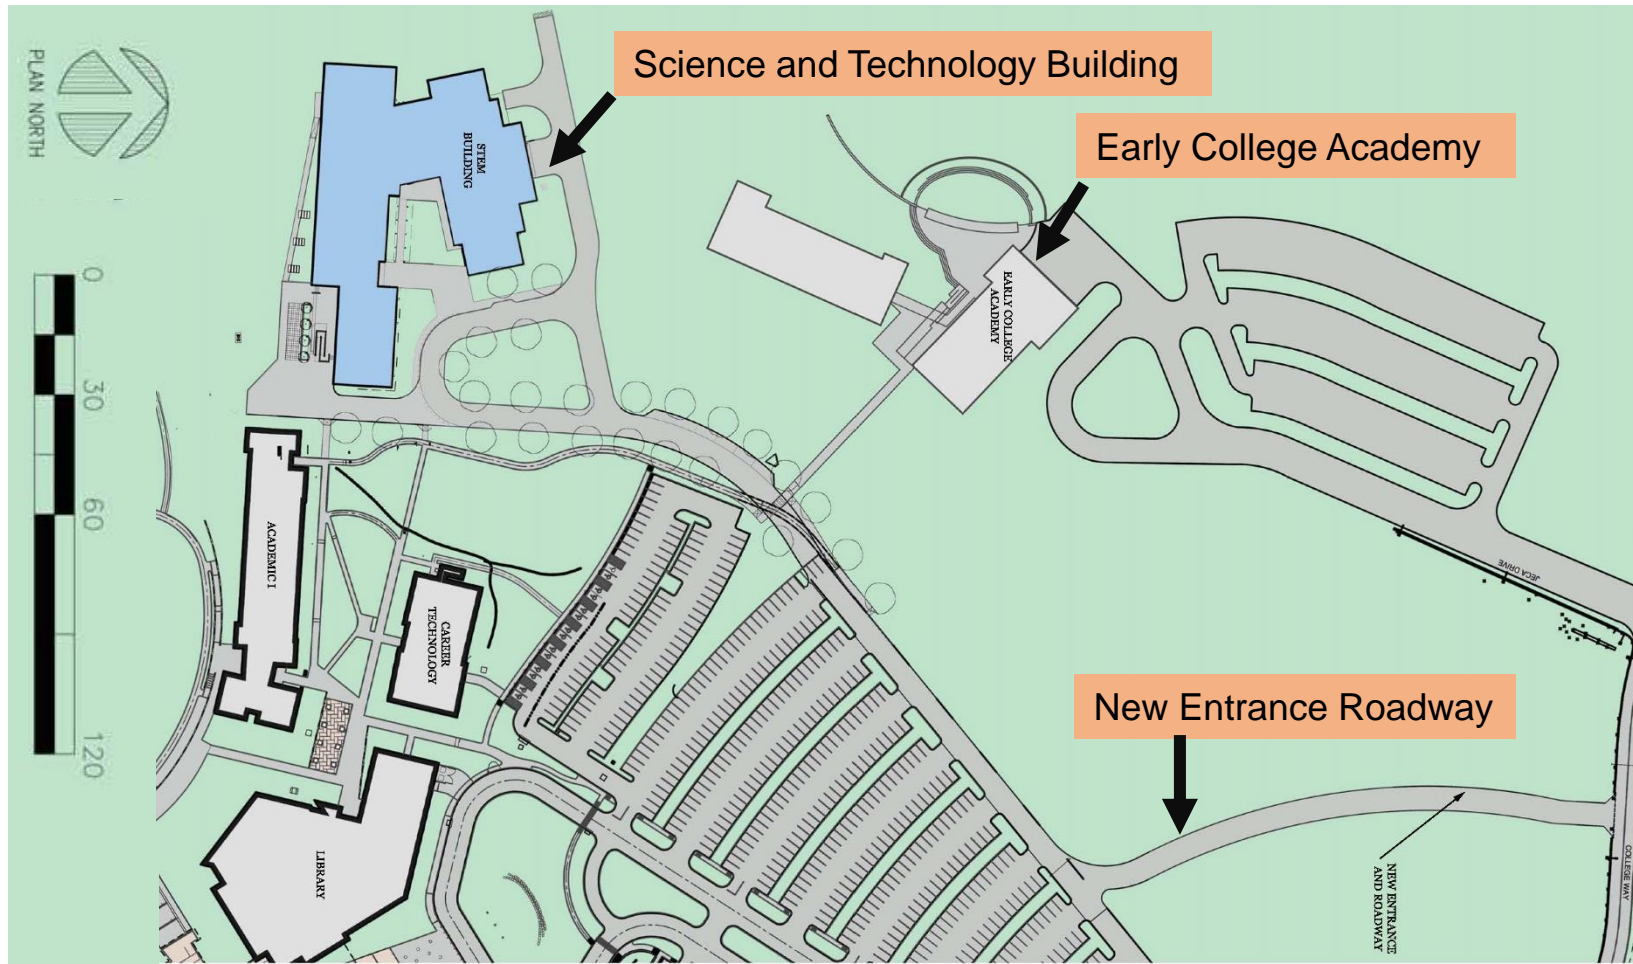 PLAN NORTH
Science and Technology Building
Early College Academy
STEM
BUILDING
EARLY COLLEGE
ACADEMY
0
30
60
120
ACADEMIC I
CAREER
TECHNOLOGY
JECA DRIVE
New Entrance Roadway
LIBRARY
NEW ENTRANCE
AND ROADWAY
COLLEGE WAY